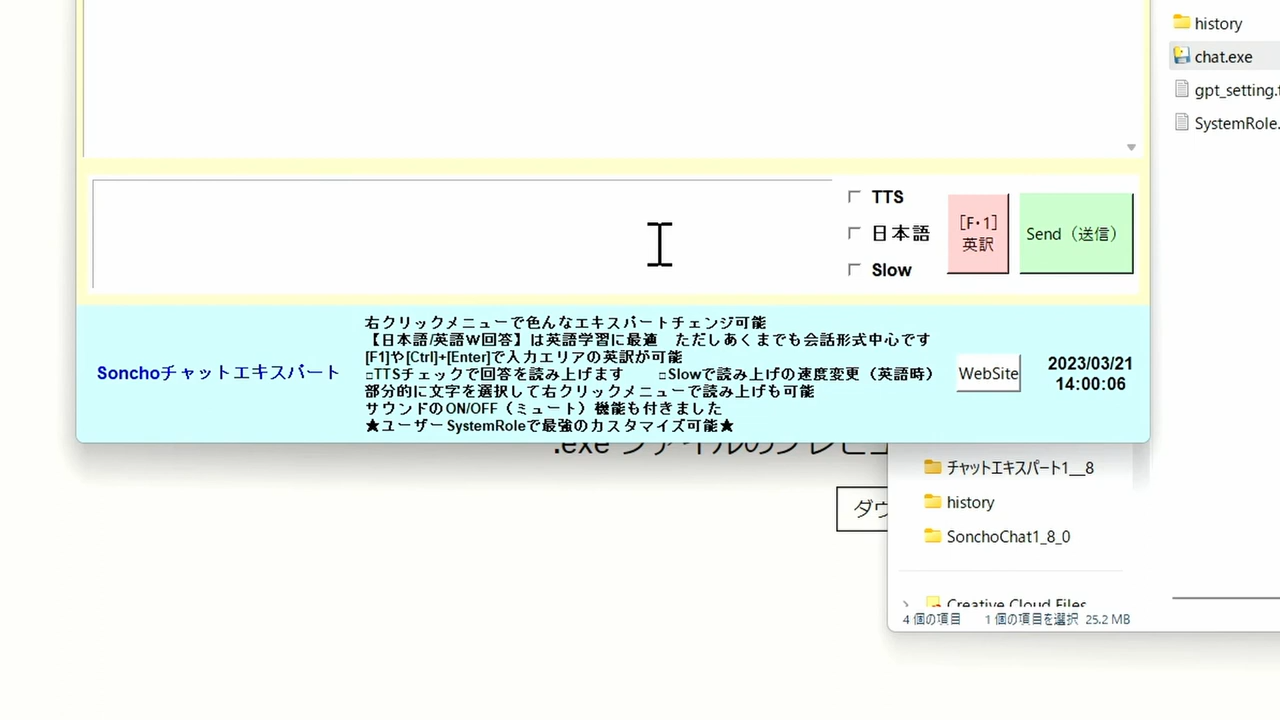 history
chat.exe
gpt_setting.
SystemRole.
TTS
日本語
Slow
[F・1]
英訳
Send（送信）
Sonchoチャットエキスパート
右クリックメニューで色んなエキスパートチェンジ可能
【日本語/英語W回答】は英語学習に最適　ただしあくまでも会話形式中心です
[F1]や[Ctrl]+[Enter]で入力エリアの英訳が可能
□TTSチェックで回答を読み上げます　　□Slowで読み上げの速度変更（英語時）
部分的に文字を選択して右クリックメニューで読み上げも可能
サウンドのON/OFF（ミュート）機能も付きました
★ユーザーSystemRoleで最強のカスタマイズ可能★
WebSite
2023/03/21
14:00:06
.exe ファイルのプレビュ
ダウ
チャットエキスパート1__8
history
SonchoChat1_8_0
Creative Cloud Files
4 個の項目　1 個の項目を選択 25.2 MB